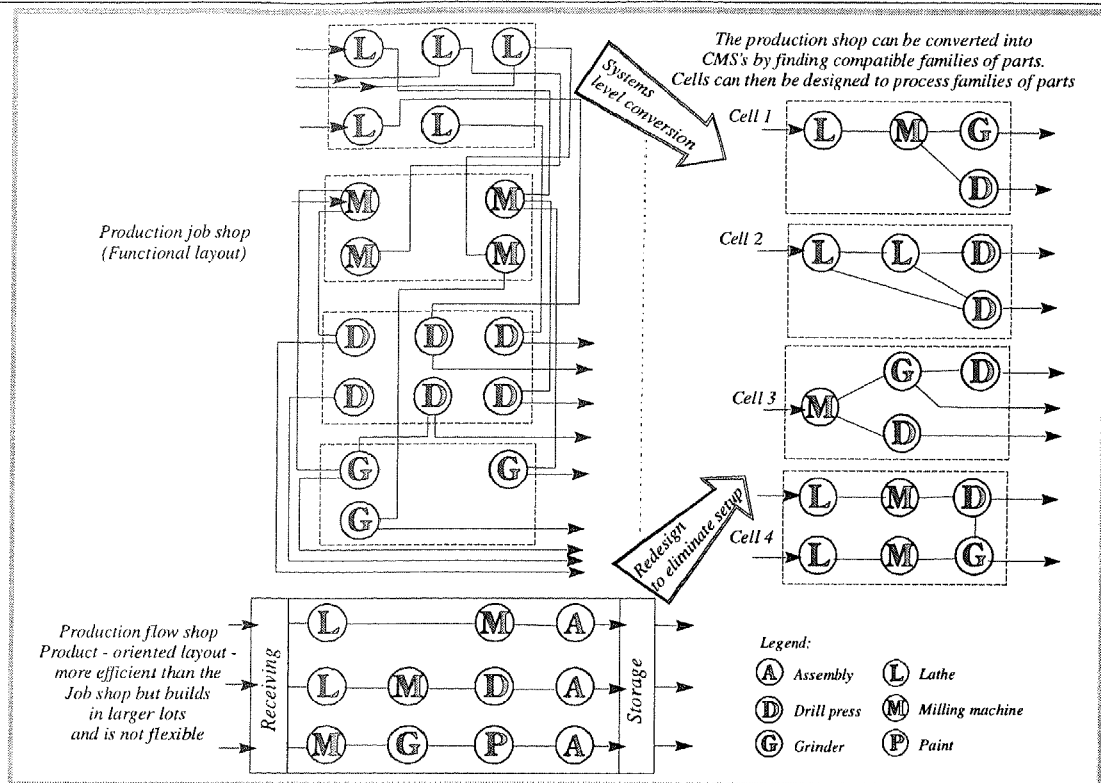 The production shop can be converted into
CMS's by finding compatible families of parts.
Cells can then be designed to process families of parts
L L L
L L
Systems
level conversion
Cell 1
L M G
D
Production job shop
(Functional layout)
M M
M M
Cell 2
L L D
D
D D D
D D D
Cell 3
G D
M
D
G G
G
Redesign
to eliminate setup
Cell 4
L M D
L M G
Production flow shop
Product - oriented layout -
more efficient than the
Job shop but builds
in larger lots
and is not flexible
Receiving
L M A
L M D A
M G P A
Storage
Legend:
A Assembly
L Lathe
D Drill press
M Milling machine
G Grinder
P Paint